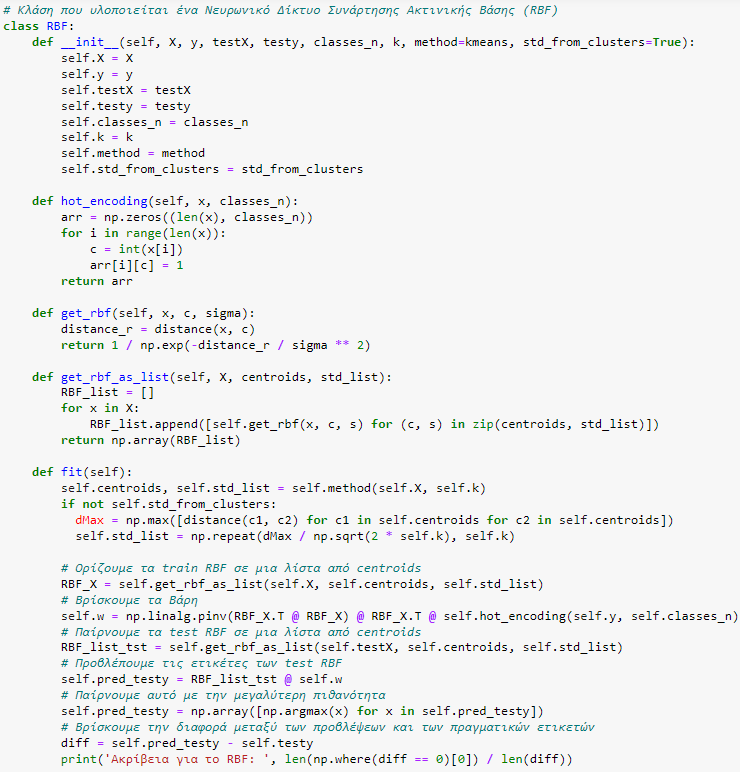 # Κλάση που υλοποιείται ένα Νευρωνικό Δίκτυο Συνάρτησης Ακτινικής Βάσης (RBF)
class RBF:
    def __init__(self, X, y, testX, testy, classes_n, k, method=kmeans, std_from_clusters=True):
        self.X = X
        self.y = y
        self.testX = testX
        self.testy = testy
        self.classes_n = classes_n
        self.k = k
        self.method = method
        self.std_from_clusters = std_from_clusters

    def hot_encoding(self, x, classes_n):
        arr = np.zeros((len(x), classes_n))
        for i in range(len(x)):
            c = int(x[i])
            arr[i][c] = 1
        return arr

    def get_rbf(self, x, c, sigma):
        distance_r = distance(x, c)
        return 1 / np.exp(-distance_r / sigma ** 2)

    def get_rbf_as_list(self, X, centroids, std_list):
        RBF_list = []
        for x in X:
            RBF_list.append([self.get_rbf(x, c, s) for (c, s) in zip(centroids, std_list)])
        return np.array(RBF_list)

    def fit(self):
        self.centroids, self.std_list = self.method(self.X, self.k)
        if not self.std_from_clusters:
          dMax = np.max([distance(c1, c2) for c1 in self.centroids for c2 in self.centroids])
          self.std_list = np.repeat(dMax / np.sqrt(2 * self.k), self.k)

        # Ορίζουμε τα train RBF σε μια λίστα από centroids
        RBF_X = self.get_rbf_as_list(self.X, self.centroids, self.std_list)
        # Βρίσκουμε τα Βάρη
        self.w = np.linalg.pinv(RBF_X.T @ RBF_X) @ RBF_X.T @ self.hot_encoding(self.y, self.classes_n)
        # Παίρνουμε τα test RBF σε μια λίστα από centroids
        RBF_list_tst = self.get_rbf_as_list(self.testX, self.centroids, self.std_list)
        # Προβλέπουμε τις ετικέτες των test RBF
        self.pred_testy = RBF_list_tst @ self.w
        # Παίρνουμε αυτό με την μεγαλύτερη πιθανότητα
        self.pred_testy = np.array([np.argmax(x) for x in self.pred_testy])
        # Βρίσκουμε την διαφορά μεταξύ των προβλέψεων και των πραγματικών ετικετών
        diff = self.pred_testy - self.testy
        print('Ακρίβεια για το RBF: ', len(np.where(diff == 0)[0]) / len(diff))